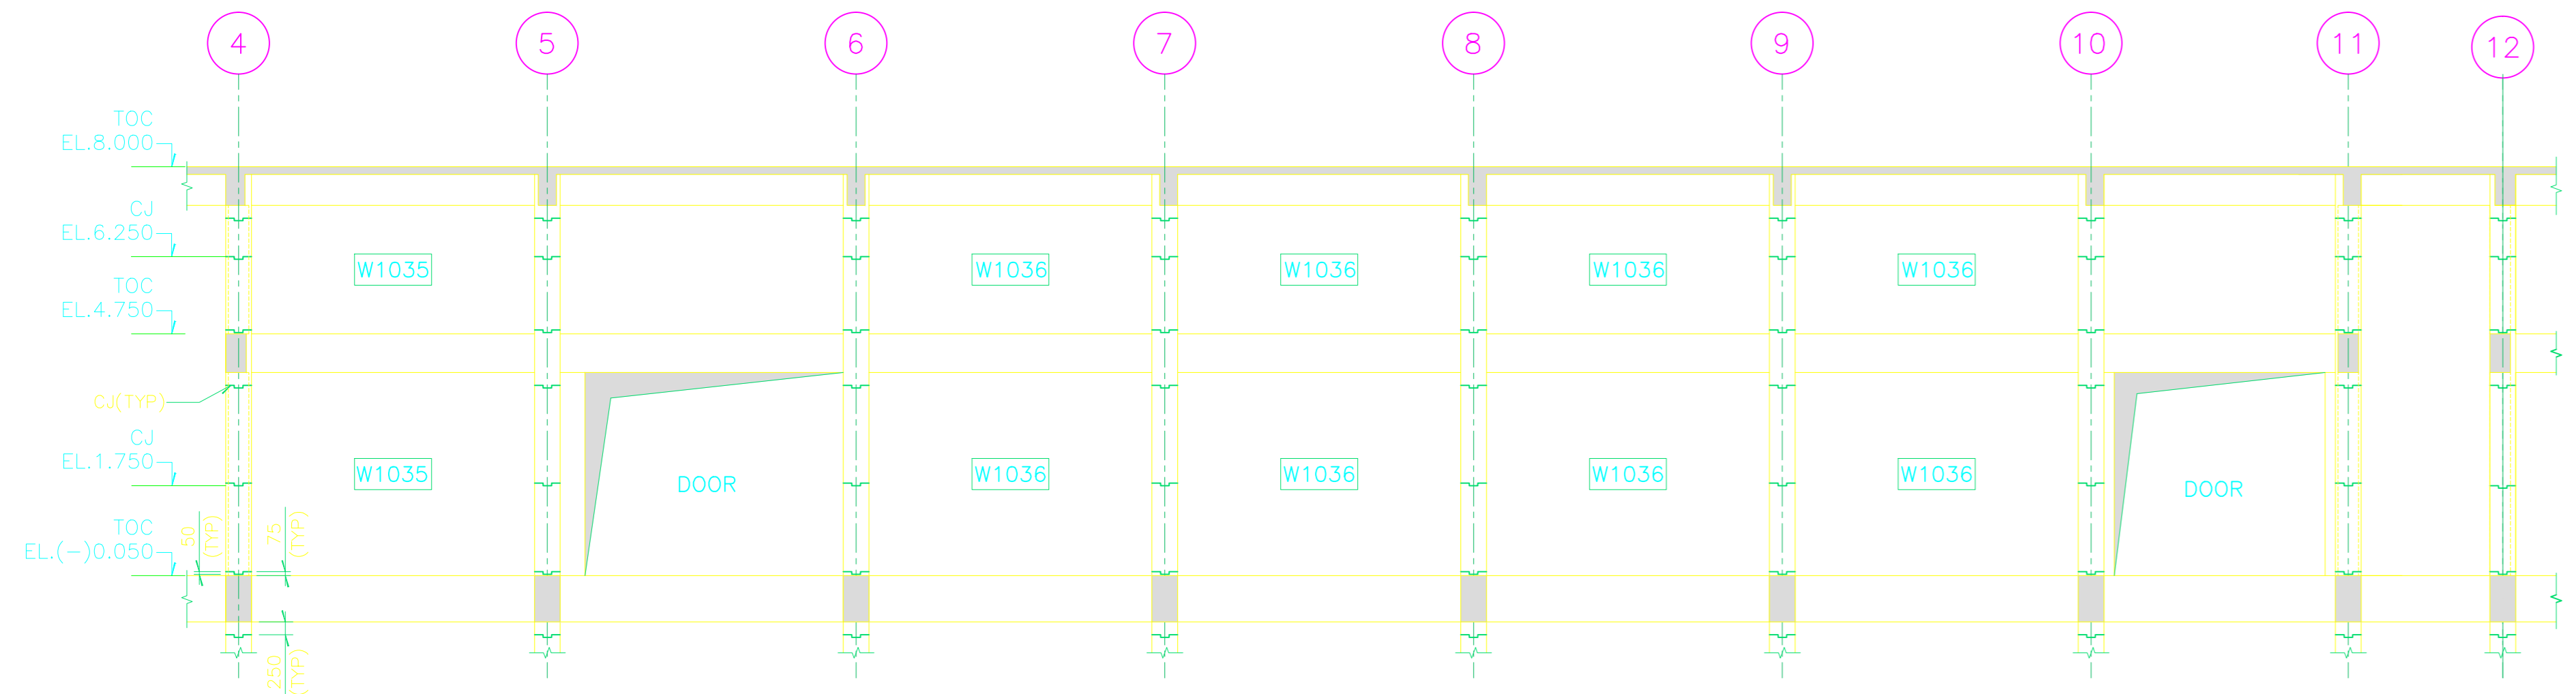 4
5
6
7
8
9
10
11
12
TOC
EL.8.000
CJ
EL.6.250
W1035
W1036
W1036
W1036
W1036
TOC
EL.4.750
CJ(TYP)
CJ
EL.1.750
W1035
DOOR
W1036
W1036
W1036
W1036
DOOR
TOC
EL.(-)0.050
50
(TYP)
75
(TYP)
250
(TYP)